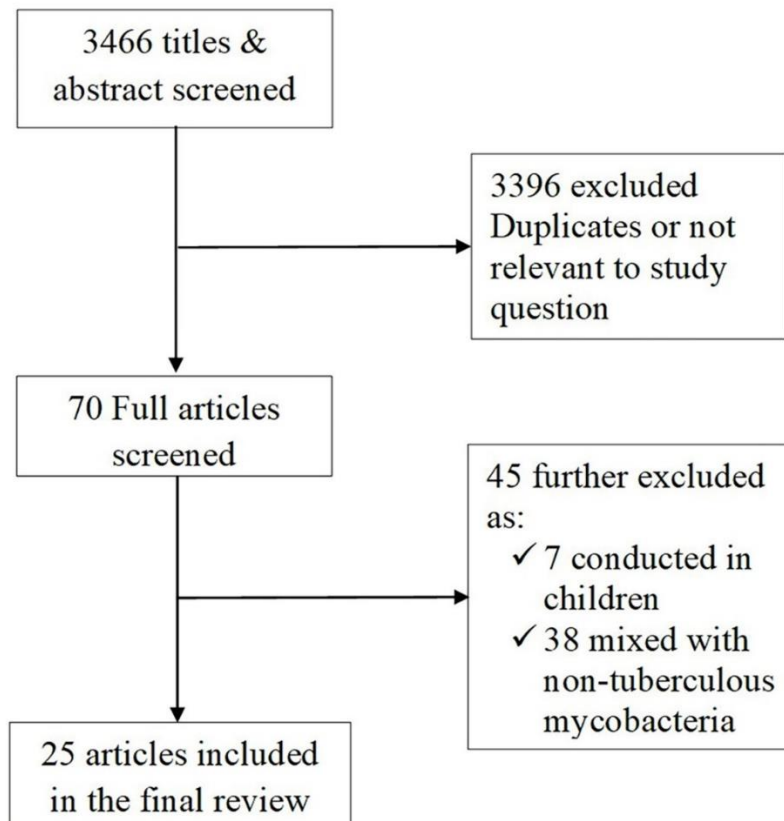 3466 titles &
abstract screened
3396 excluded
Duplicates or not
relevant to study
question
70 Full articles
screened
45 further excluded
as:
✓ 7 conducted in
children
✓ 38 mixed with
non-tuberculous
mycobacteria
25 articles included
in the final review